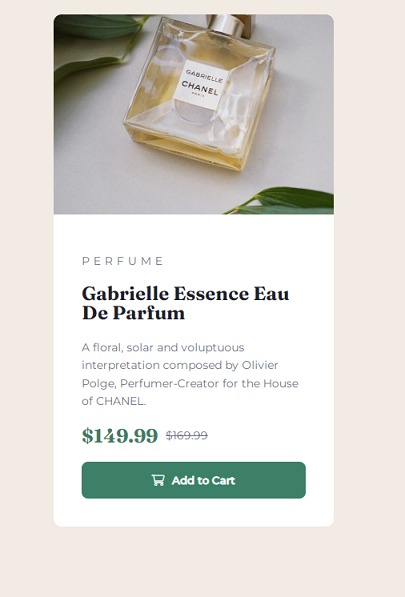 GABRIELLE
CHANEL
PARIS
PERFUME
Gabrielle Essence Eau
De Parfum
A floral, solar and voluptuous
interpretation composed by Olivier
Polge, Perfumer-Creator for the House
of CHANEL.
$149.99 $169.99
Add to Cart